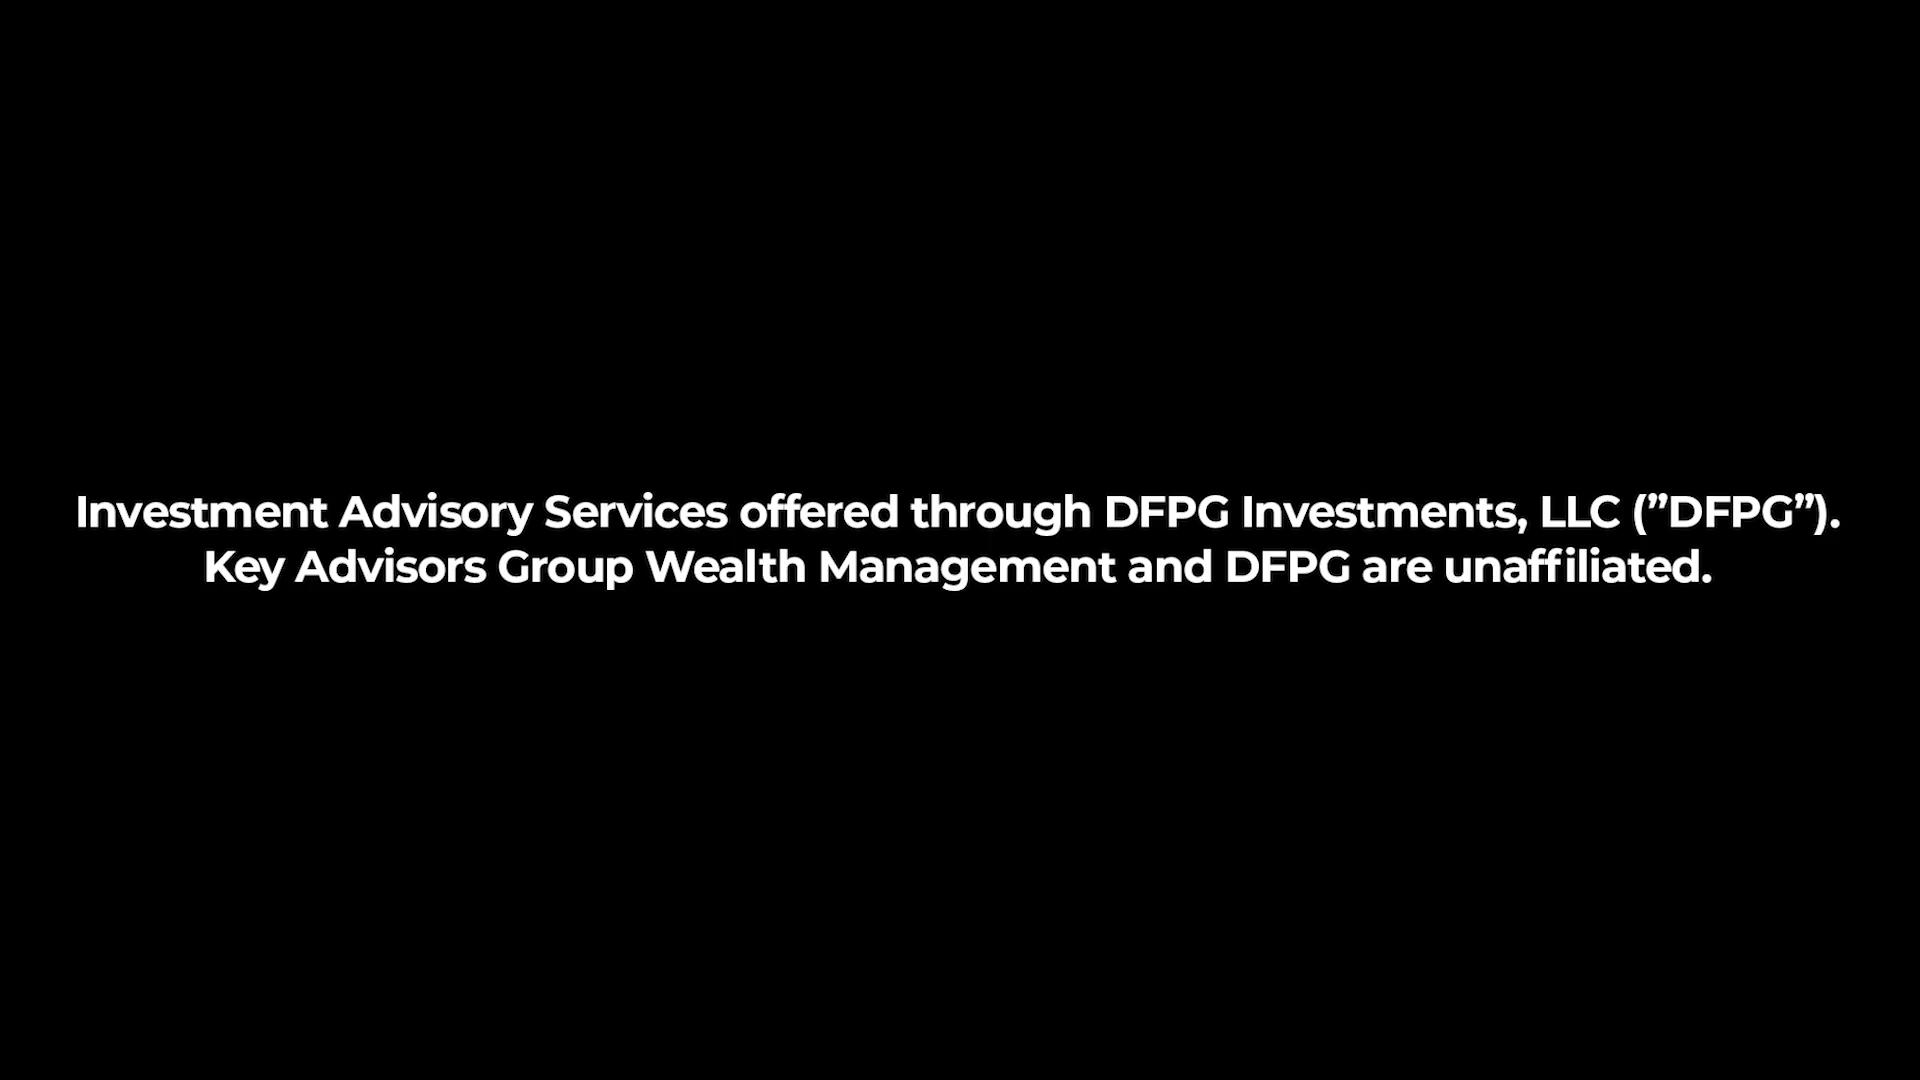 Investment Advisory Services offered through DFPG Investments, LLC (”DFPG”).
Key Advisors Group Wealth Management and DFPG are unaffiliated.